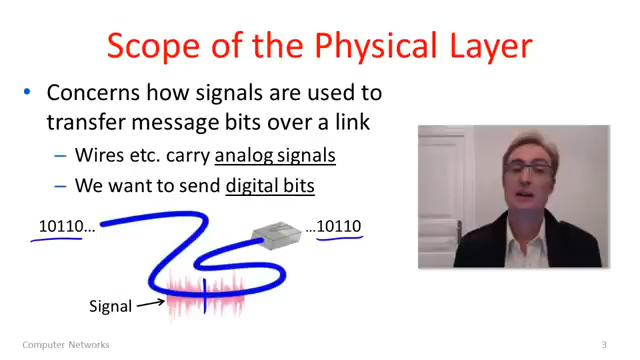 Scope of the Physical Layer
• Concerns how signals are used to
transfer message bits over a link
– Wires etc. carry analog signals
– We want to send digital bits
10110… …10110
Signal
Computer Networks 3